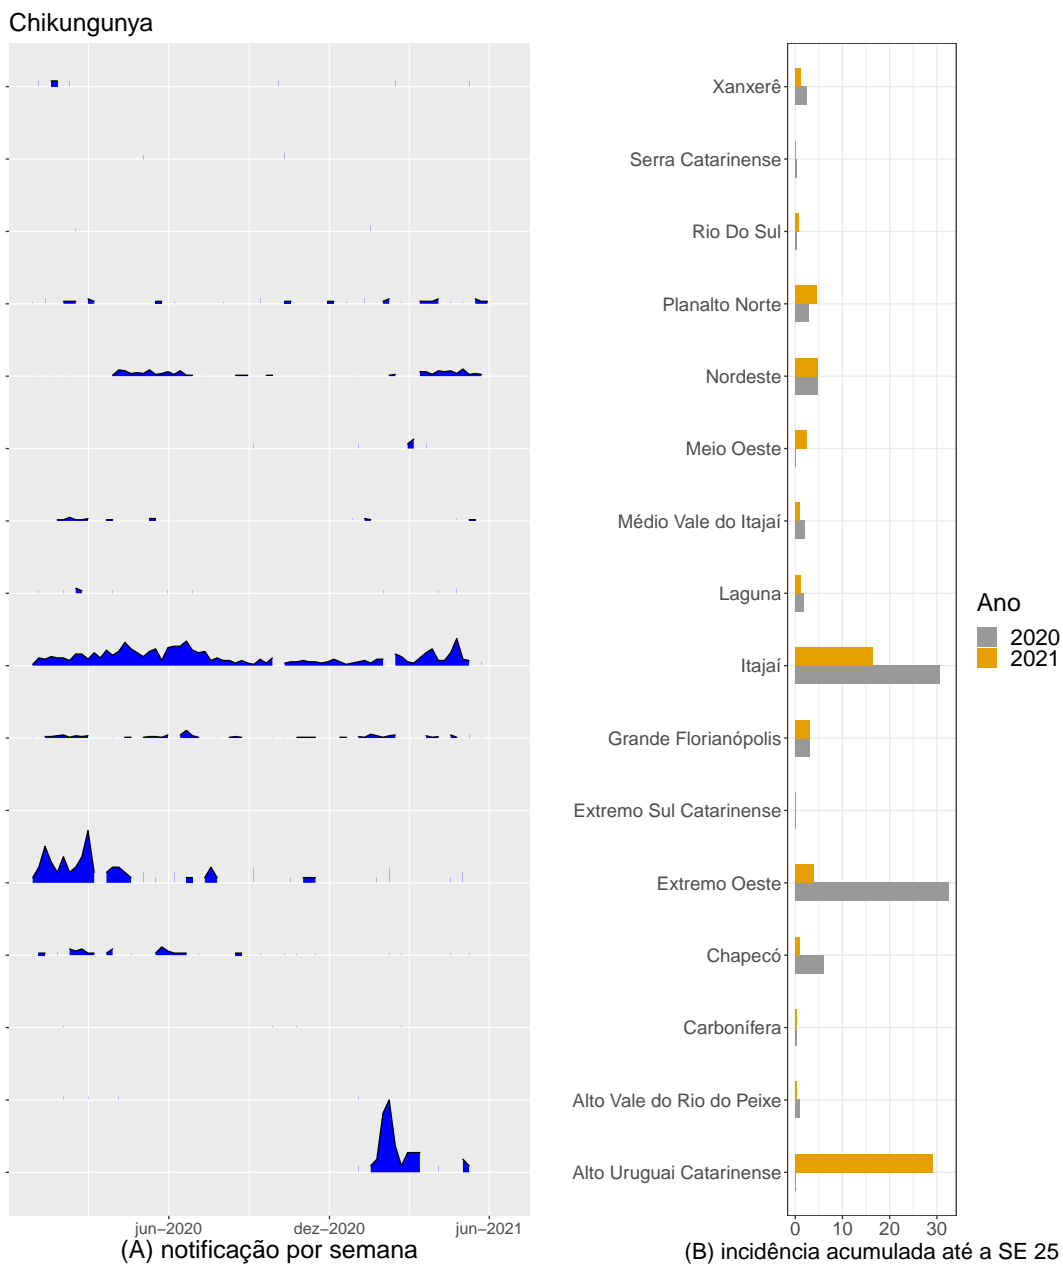 Chikungunya
Xanxerê
Serra Catarinense
Rio Do Sul
Planalto Norte
Nordeste
Meio Oeste
Médio Vale do Itajaí
Laguna
Itajaí
Grande Florianópolis
Extremo Sul Catarinense
Extremo Oeste
Chapecó
Carbonífera
Alto Vale do Rio do Peixe
Alto Uruguai Catarinense
Ano
2020
2021
jun–2020 dez–2020 jun–2021
0 10 20 30
(A) notificação por semana
(B) incidência acumulada até a SE 25